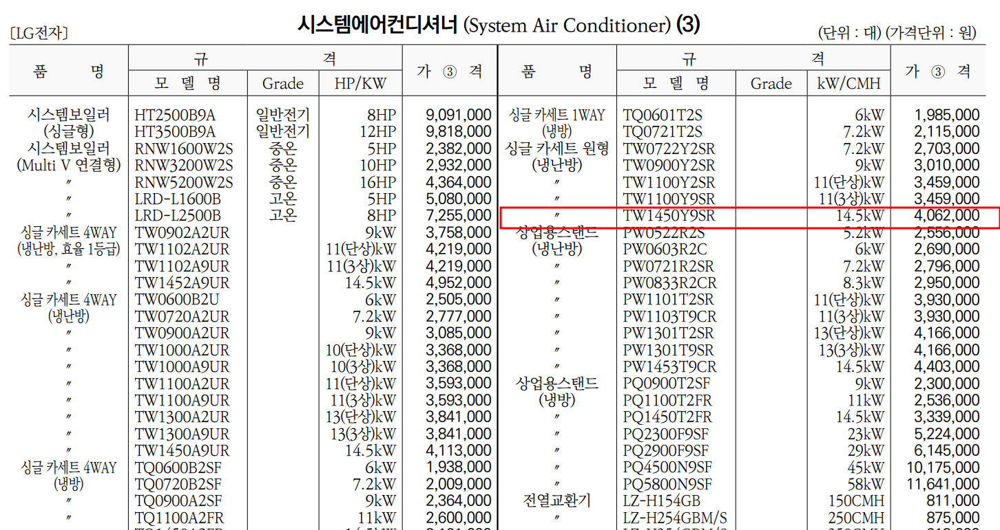 시스템에어컨디셔너 (System Air Conditioner) (3)
〔LG전자〕 (단위 : 대) (가격단위 : 원)
품 명 규 격 가 ③ 격 품 명 규 격 가 ③ 격
모 델 명 Grade HP/KW 모 델 명 Grade kW/CMH
시스템보일러 HT2500B9A 일반전기 8HP 9,091,000 싱글 카세트 1WAY TQ0601T2S 6kW 1,985,000
(싱글형) HT3500B9A 일반전기 12HP 9,818,000 (냉방) TQ0721T2S 7.2kW 2,115,000
시스템보일러 RNW1600W2S 중온 5HP 2,382,000 싱글 카세트 원형 TW0722Y2SR 7.2kW 2,703,000
(Multi V 연결형) RNW3200W2S 중온 10HP 2,932,000 (냉난방) TW0900Y2SR 9kW 3,010,000
〃 RNW5200W2S 중온 16HP 4,364,000 〃 TW1100Y2SR 11(단상)kW 3,459,000
〃 LRD-L1600B 고온 5HP 5,080,000 〃 TW1100Y9SR 11(3상)kW 3,459,000
〃 LRD-L2500B 고온 8HP 7,255,000 〃 TW1450Y9SR 14.5kW 4,062,000
싱글 카세트 4WAY TW0902A2UR 9kW 3,758,000 상업용스탠드 PW0522R2S 5.2kW 2,556,000
(냉난방, 효율 1등급) TW1102A2UR 11(단상)kW 4,219,000 (냉난방) PW0603R2C 6kW 2,690,000
〃 TW1102A9UR 11(3상)kW 4,219,000 〃 PW0721R2SR 7.2kW 2,796,000
〃 TW1452A9UR 14.5kW 4,952,000 〃 PW0833R2CR 8.3kW 2,950,000
싱글 카세트 4WAY TW0600B2U 6kW 2,505,000 〃 PW1101T2SR 11(단상)kW 3,930,000
(냉난방) TW0720A2UR 7.2kW 2,777,000 〃 PW1103T9CR 11(3상)kW 3,930,000
〃 TW0900A2UR 9kW 3,085,000 〃 PW1301T2SR 13(단상)kW 4,166,000
〃 TW1000A2UR 10(단상)kW 3,368,000 〃 PW1301T9SR 13(3상)kW 4,166,000
〃 TW1000A9UR 10(3상)kW 3,368,000 〃 PW1453T9CR 14.5kW 4,403,000
〃 TW1100A2UR 11(단상)kW 3,593,000 상업용스탠드 PQ0900T2SF 9kW 2,300,000
〃 TW1100A9UR 11(3상)kW 3,593,000 (냉방) PQ1100T2FR 11kW 2,536,000
〃 TW1300A2UR 13(단상)kW 3,841,000 〃 PQ1450T2FR 14.5kW 3,339,000
〃 TW1300A9UR 13(3상)kW 3,841,000 〃 PQ2300F9SF 23kW 5,224,000
〃 TW1450A9UR 14.5kW 4,113,000 〃 PQ2900F9SF 29kW 6,145,000
싱글 카세트 4WAY TQ0600B2SF 6kW 1,938,000 〃 PQ4500N9SF 45kW 10,175,000
(냉방) TQ0720B2SF 7.2kW 2,009,000 〃 PQ5800N9SF 58kW 11,641,000
〃 TQ0900A2SF 9kW 2,364,000 전열교환기 LZ-H154GB 150CMH 811,000
〃 TQ1100A2FR 11kW 2,600,000 〃 LZ-H254GBM/S 250CMH 875,000